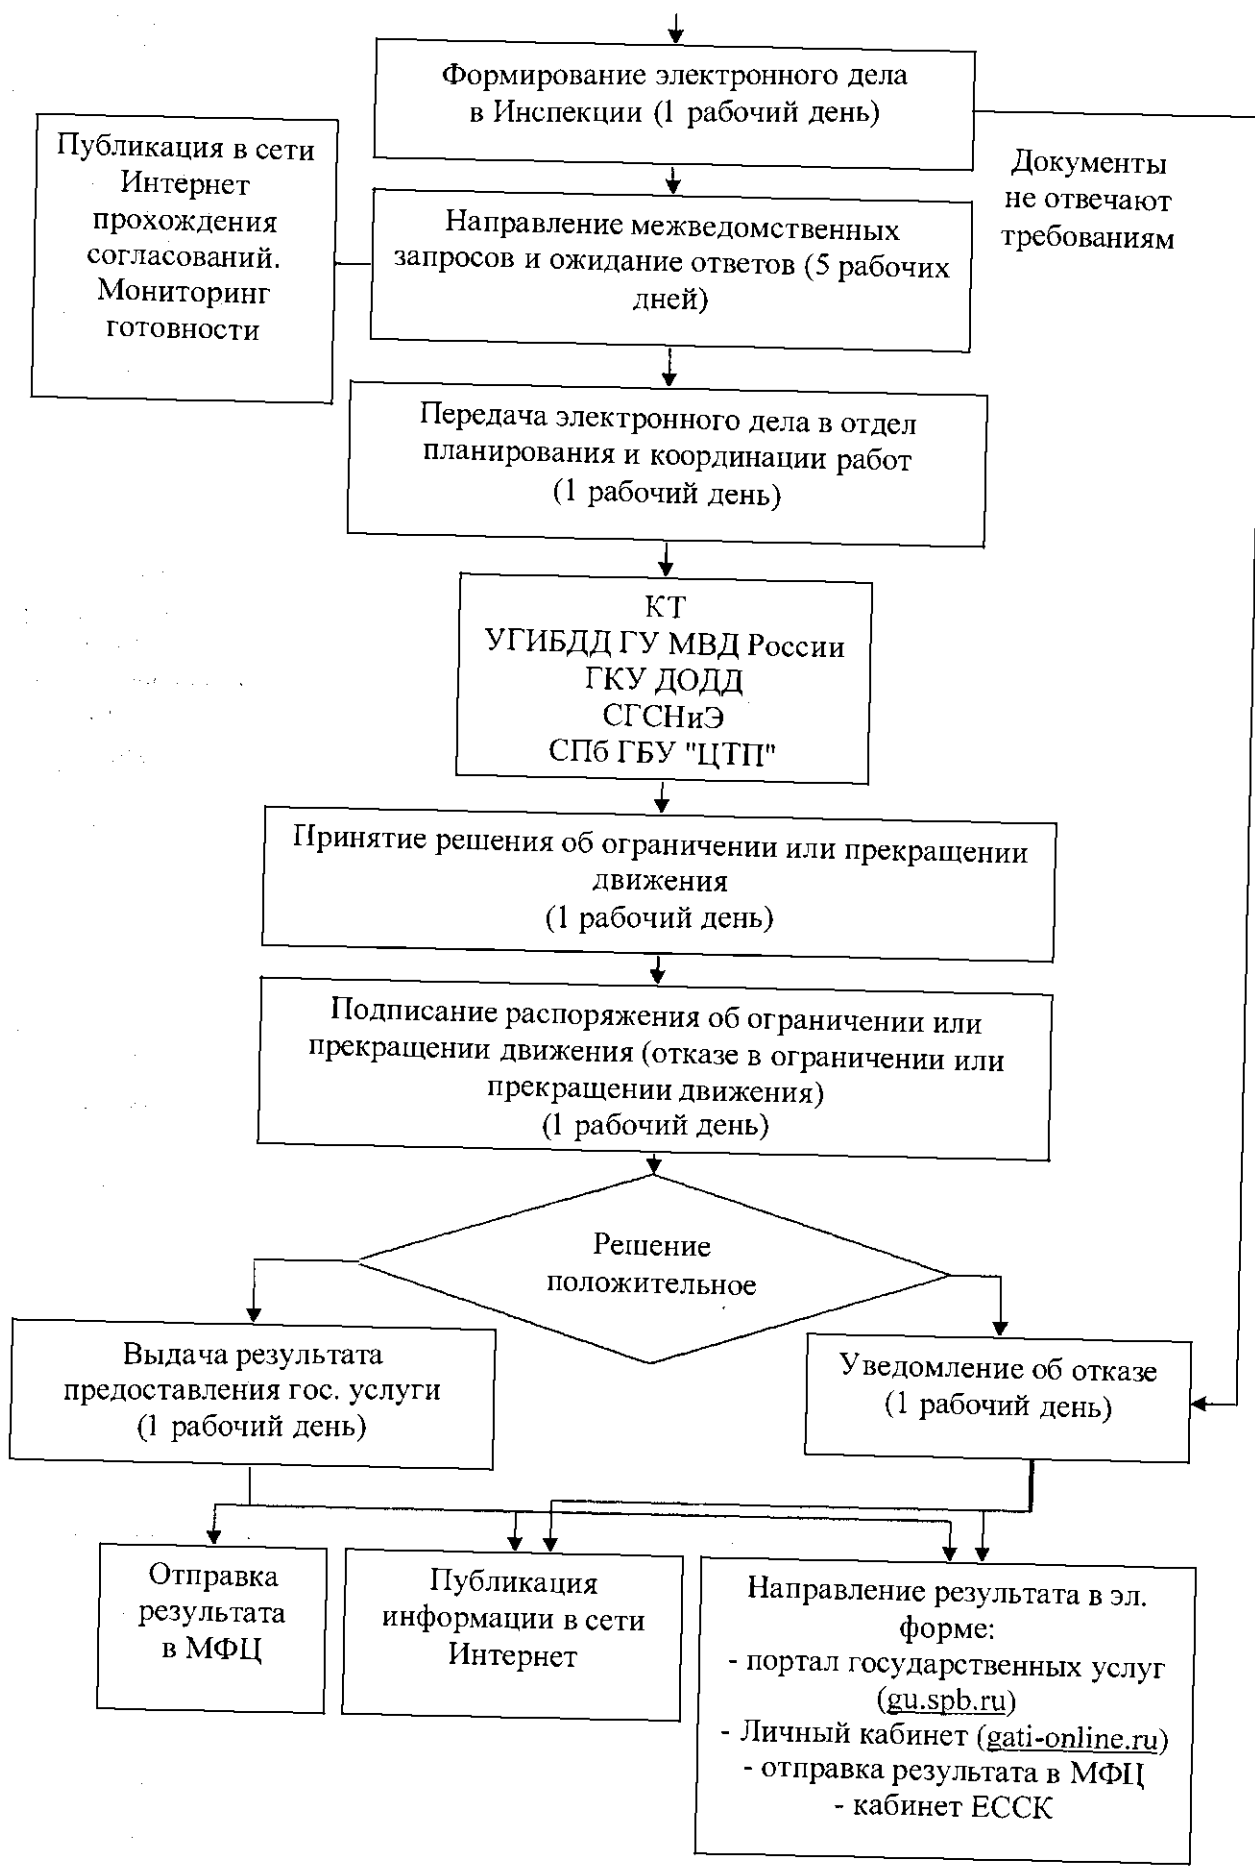 Формирование электронного дела
в Инспекции (1 рабочий день)
Публикация в сети
Интернет
прохождения
согласований.
Мониторинг
готовности
Документы
не отвечают
требованиям
Направление межведомственных
запросов и ожидание ответов (5 рабочих
дней)
Передача электронного дела в отдел
планирования и координации работ
(1 рабочий день)
КТ
УГИБДД ГУ МВД России
ГКУ ДОДД
СГСНиЭ
СПб ГБУ "ЦТП"
Принятие решения об ограничении или прекращении
движения
(1 рабочий день)
Подписание распоряжения об ограничении или
прекращении движения (отказе в ограничении или
прекращении движения)
(1 рабочий день)
Решение
положительное
Выдача результата
предоставления гос. услуги
(1 рабочий день)
Уведомление об отказе
(1 рабочий день)
Отправка
результата
в МФЦ
Публикация
информации в сети
Интернет
Направление результата в эл.
форме:
- портал государственных услуг
(gu.spb.ru)
- Личный кабинет (gati-online.ru)
- отправка результата в МФЦ
- кабинет ЕССК